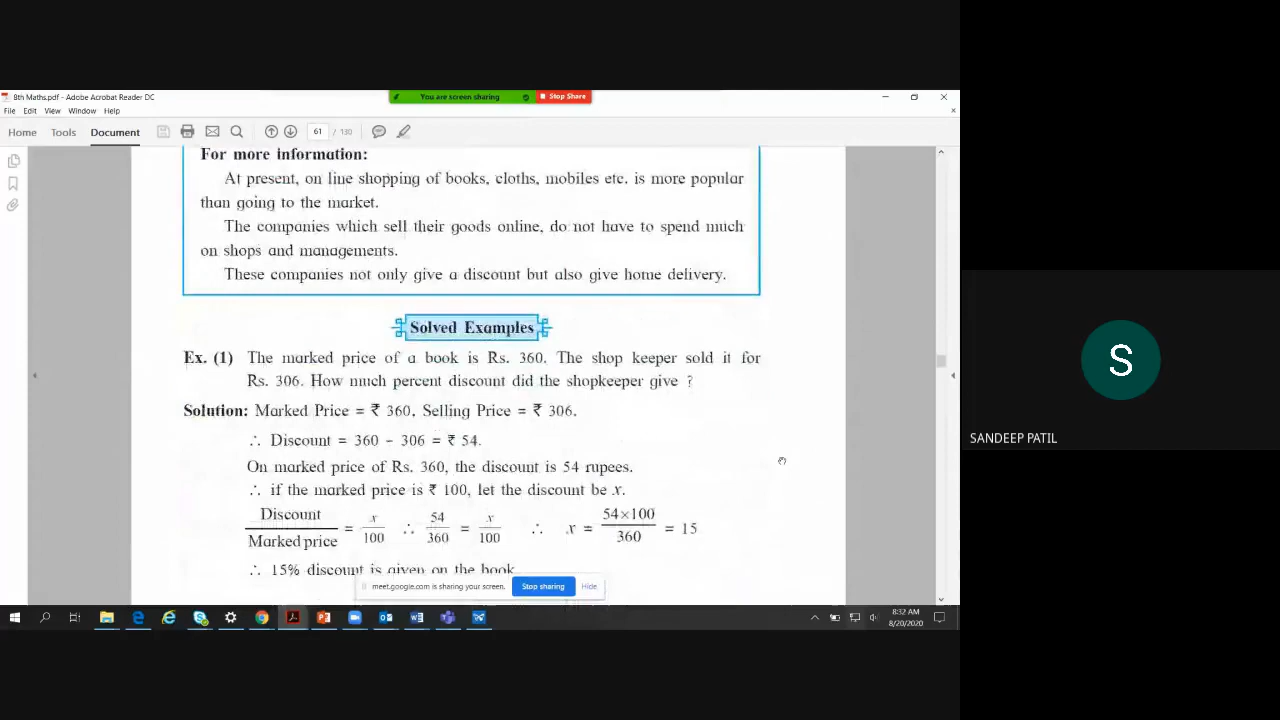 8th Maths.pdf - Adobe Acrobat Reader DC
You are screen sharing
Stop Share
File Edit View Window Help
Home Tools Document 61 / 130
For more information:
At present, on line shopping of books, cloths, mobiles etc. is more popular
than going to the market.
The companies which sell their goods online, do not have to spend much
on shops and managements.
These companies not only give a discount but also give home delivery.
Solved Examples
Ex. (1) The marked price of a book is Rs. 360. The shop keeper sold it for
Rs. 306. How much percent discount did the shopkeeper give ?
Solution: Marked Price = ₹ 360, Selling Price = ₹ 306.
∴ Discount = 360 - 306 = ₹ 54.
On marked price of Rs. 360, the discount is 54 rupees.
∴ if the marked price is ₹ 100, let the discount be x.
Discount / Marked price = x / 100 ∴ 54 / 360 = x / 100 ∴ x = 54×100 / 360 = 15
∴ 15% discount is given on the book.
meet.google.com is sharing your screen. Stop sharing Hide
8:32 AM
8/20/2020
S
SANDEEP PATIL